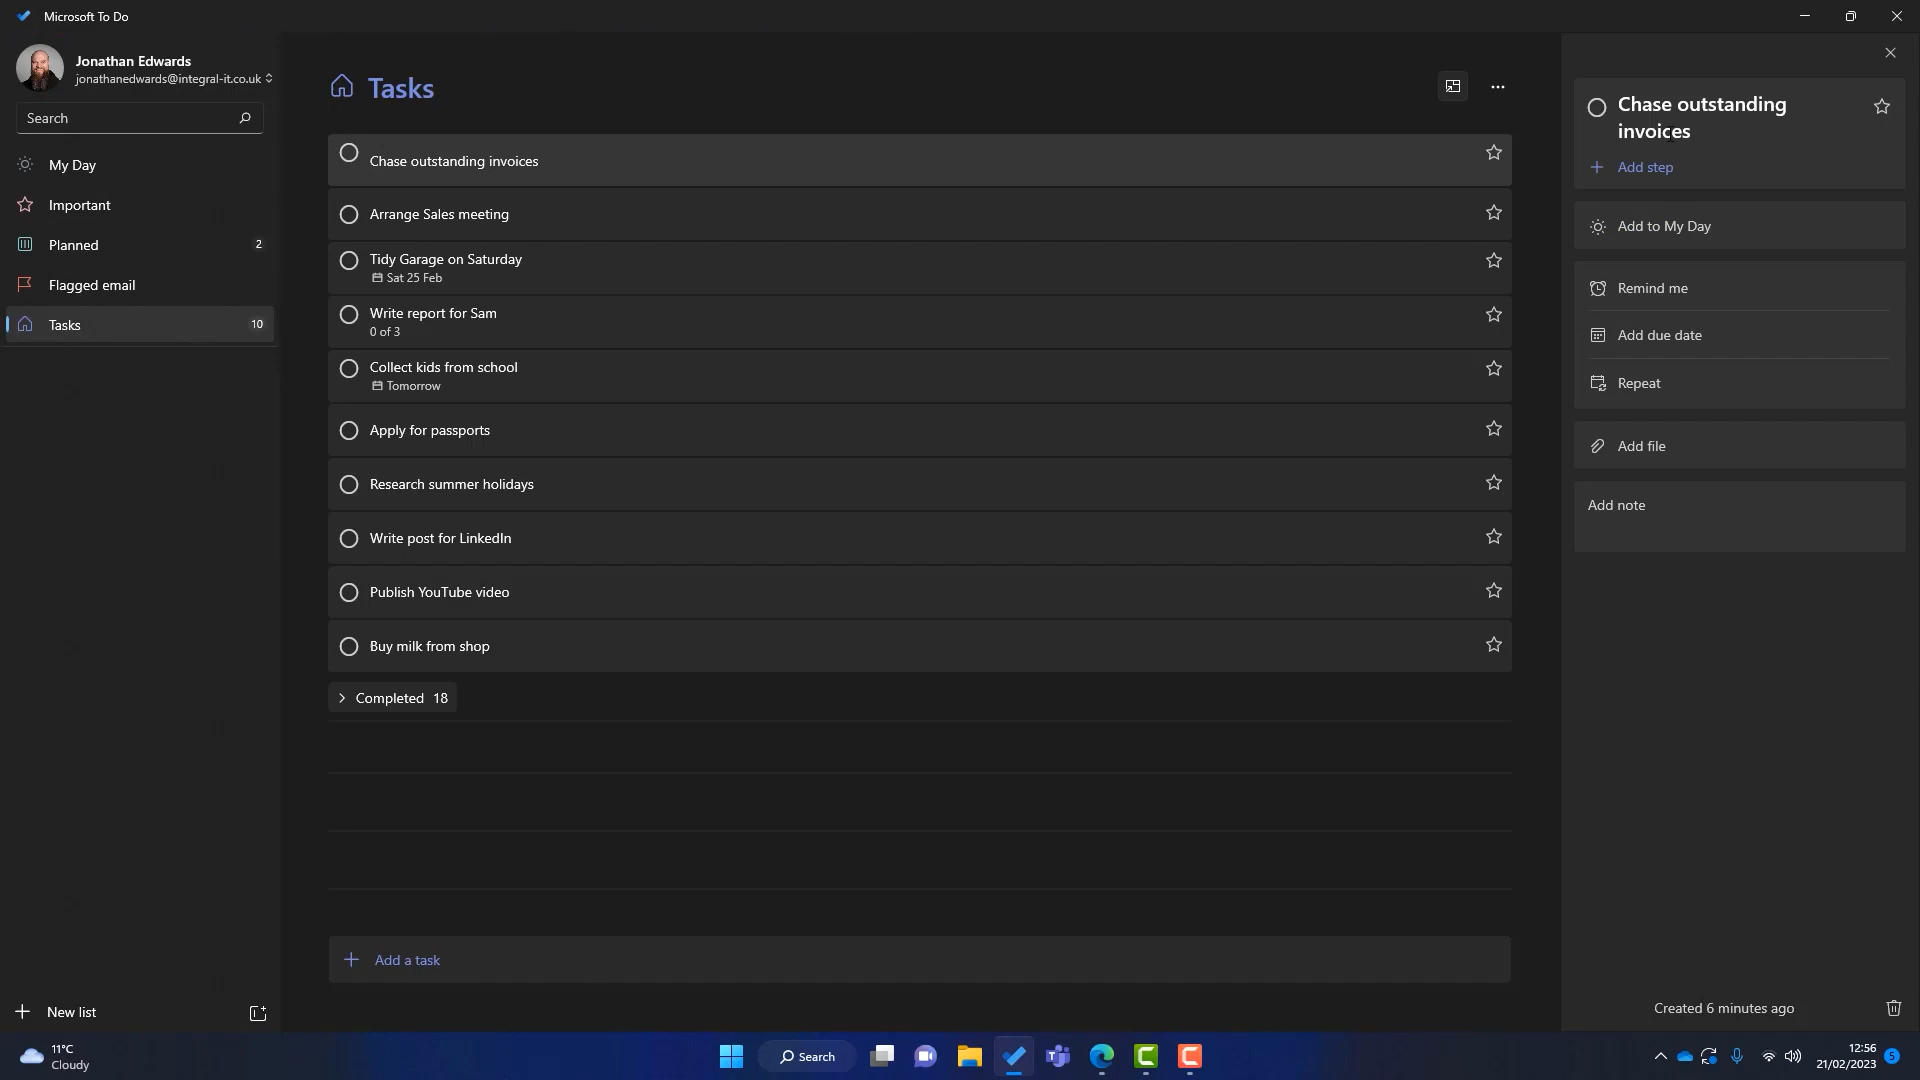 Microsoft To Do
Jonathan Edwards
jonathanedwards@integral-it.co.uk
Search
My Day
Important
Planned 2
Flagged email
Tasks 10
New list
Tasks
Chase outstanding invoices
Arrange Sales meeting
Tidy Garage on Saturday
Sat 25 Feb
Write report for Sam
0 of 3
Collect kids from school
Tomorrow
Apply for passports
Research summer holidays
Write post for LinkedIn
Publish YouTube video
Buy milk from shop
Completed 18
Add a task
Chase outstanding
invoices
Add step
Add to My Day
Remind me
Add due date
Repeat
Add file
Add note
Created 6 minutes ago
11°C
Cloudy
Search
12:56
21/02/2023
5